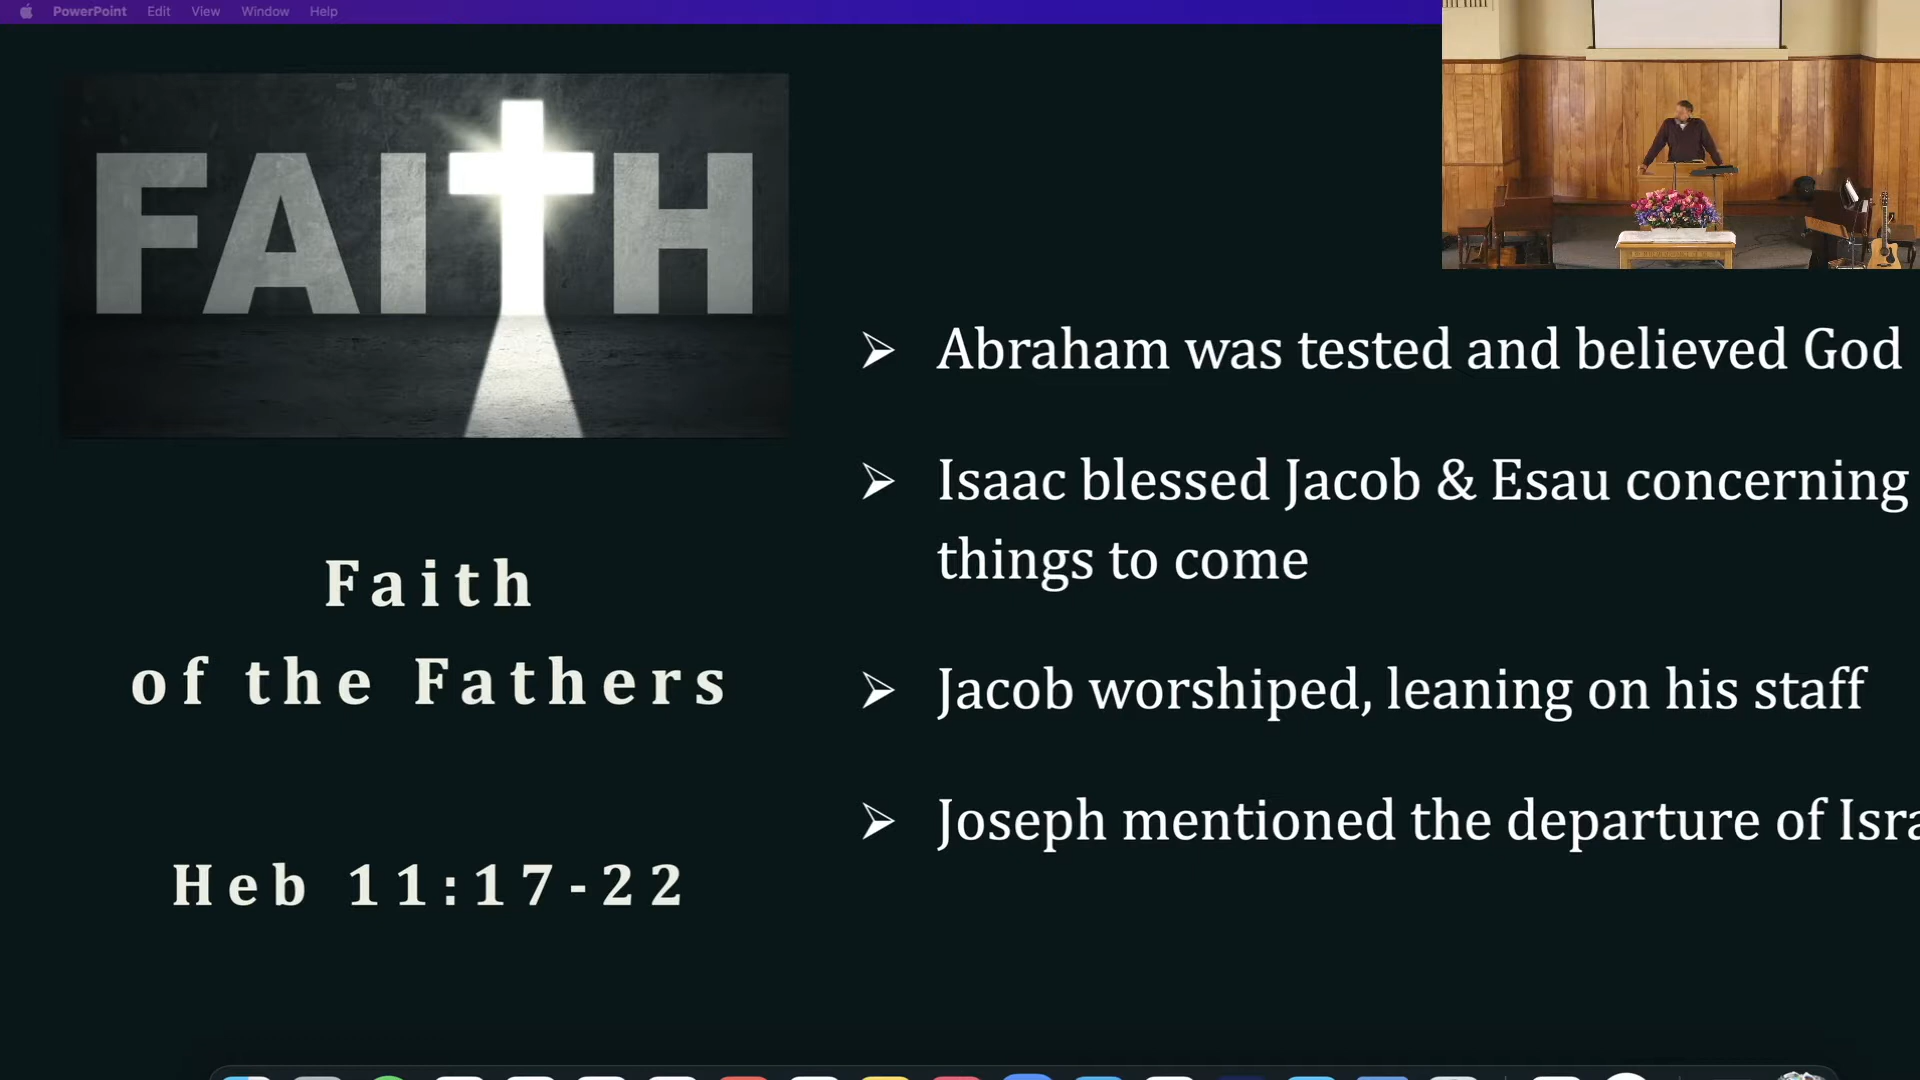 PowerPoint Edit View Window Help
FAITH
Faith
of the Fathers
Heb 11:17-22
Abraham was tested and believed God
Isaac blessed Jacob & Esau concerning
things to come
Jacob worshiped, leaning on his staff
Joseph mentioned the departure of